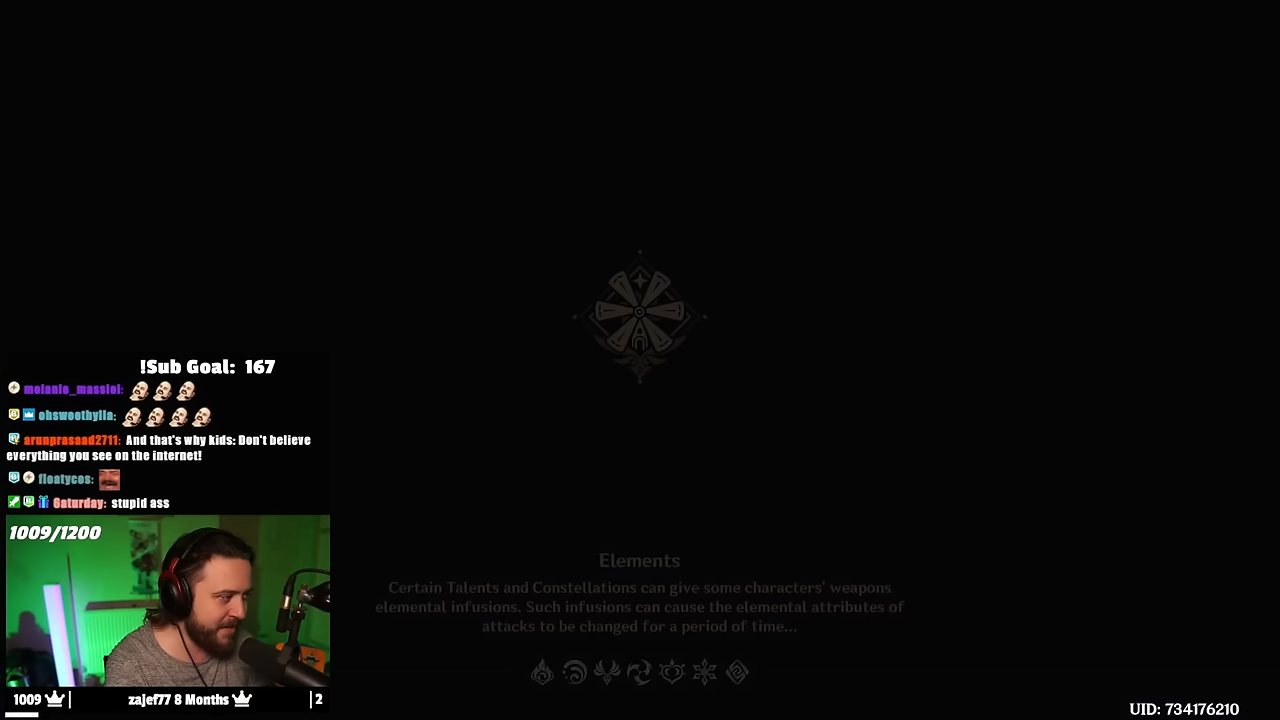 !Sub Goal: 167
melanie_massiel:
ohsweethylia:
arunprasaad2711: And that's why kids: Don't believe
everything you see on the internet!
floatycos:
6aturday: stupid ass
1009/1200
Elements
Certain Talents and Constellations can give some characters' weapons
elemental infusions. Such infusions can cause the elemental attributes of
attacks to be changed for a period of time...
1009 | zajef77 8 Months | 2
UID: 734176210